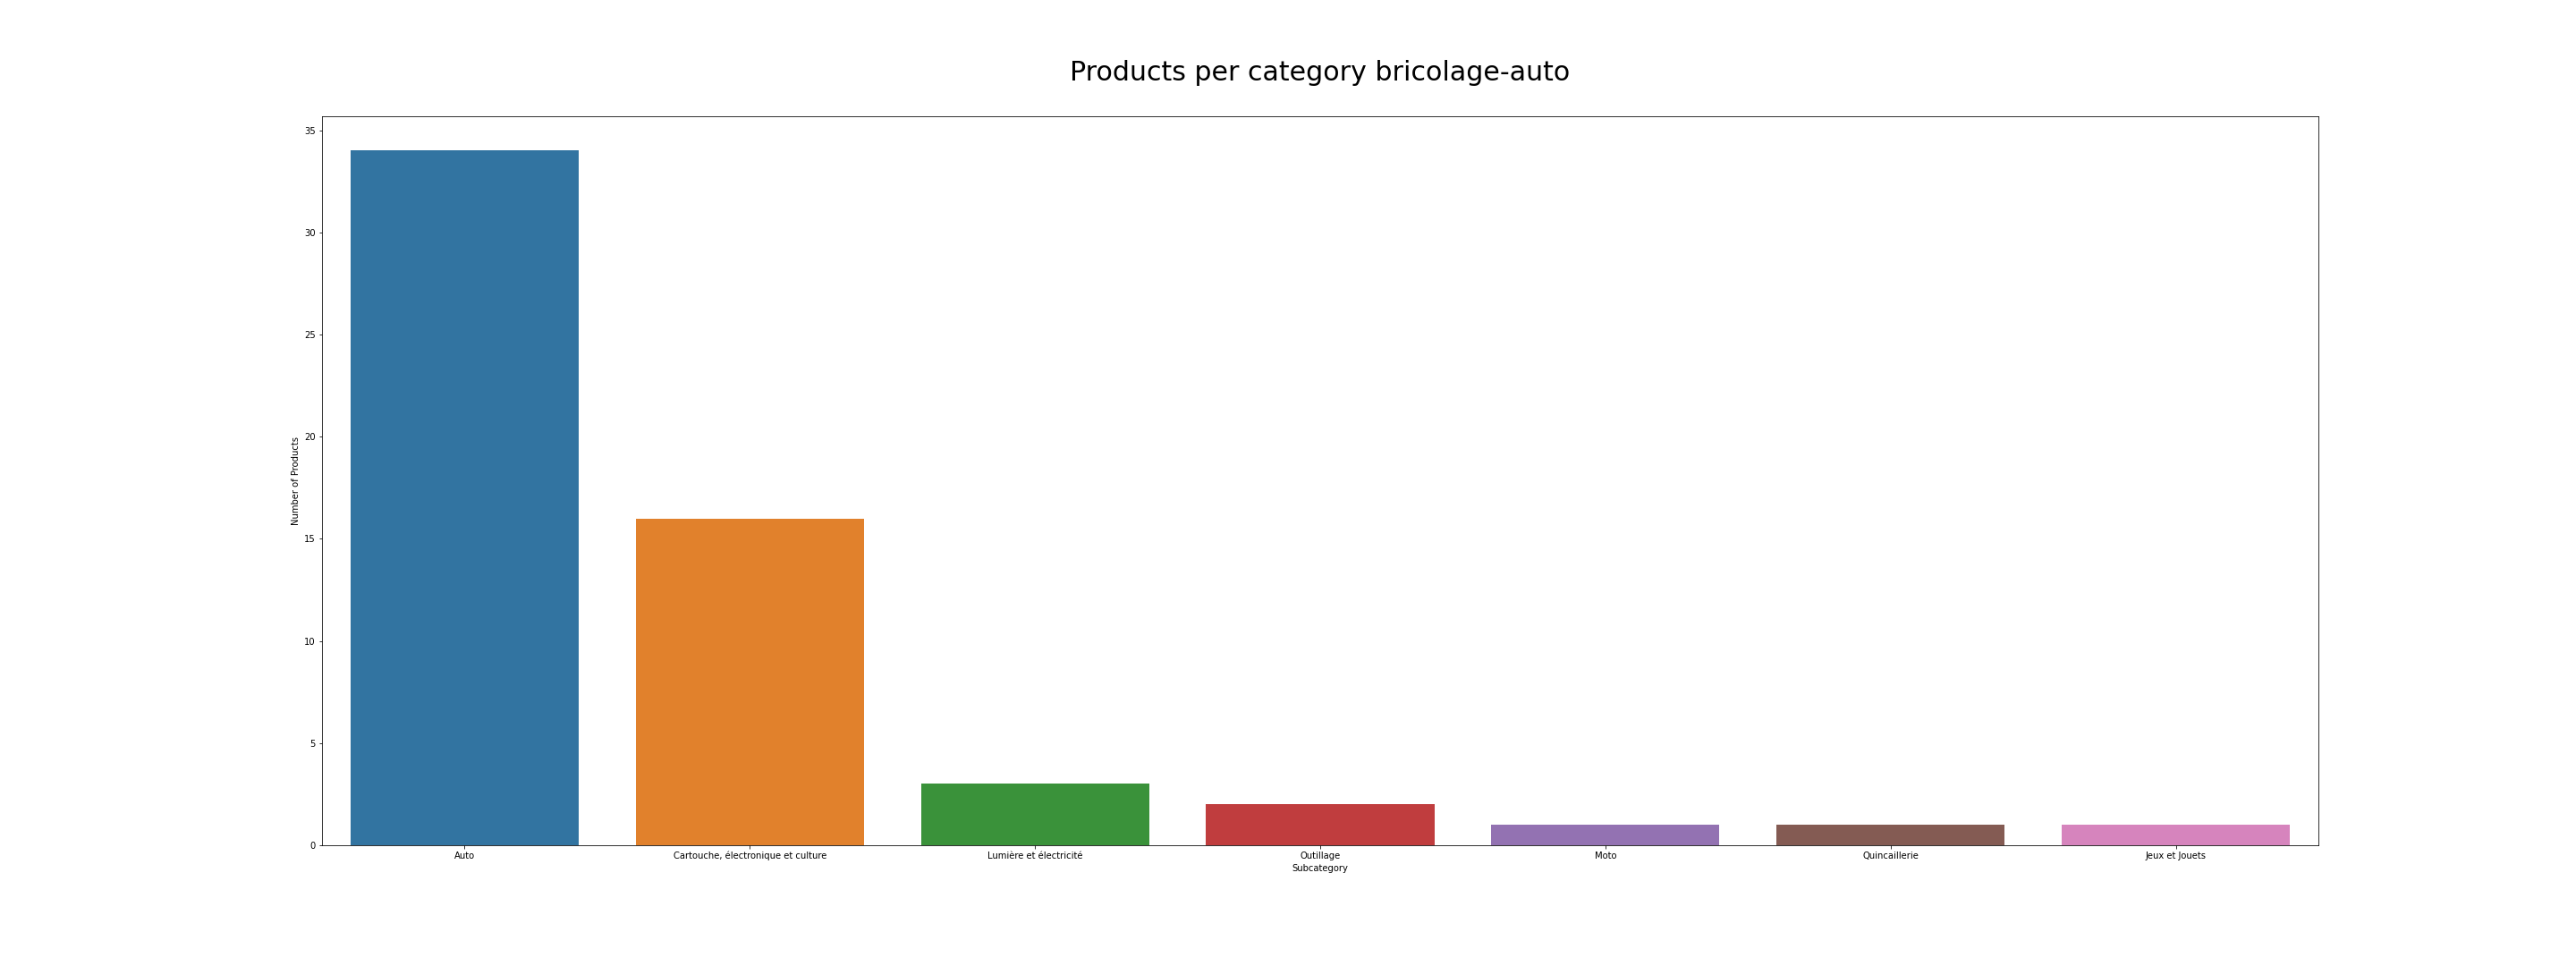 Products per category bricolage-auto
35
30
25
20
15
10
5
0
Number of Products
Auto
Cartouche, électronique et culture
Lumière et électricité
Outillage
Moto
Quincaillerie
Jeux et Jouets
Subcategory